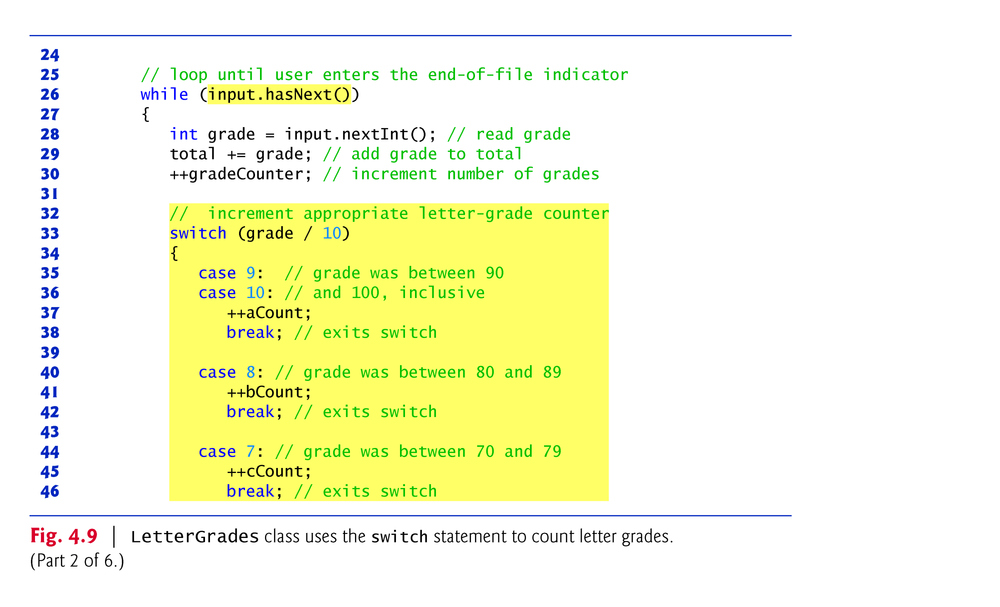 24
25 // loop until user enters the end-of-file indicator
26 while (input.hasNext())
27 {
28 int grade = input.nextInt(); // read grade
29 total += grade; // add grade to total
30 ++gradeCounter; // increment number of grades
31
32 //  increment appropriate letter-grade counter
33 switch (grade / 10)
34 {
35 case 9:  // grade was between 90
36 case 10: // and 100, inclusive
37 ++aCount;
38 break; // exits switch
39
40 case 8: // grade was between 80 and 89
41 ++bCount;
42 break; // exits switch
43
44 case 7: // grade was between 70 and 79
45 ++cCount;
46 break; // exits switch
Fig. 4.9 | LetterGrades class uses the switch statement to count letter grades.
(Part 2 of 6.)